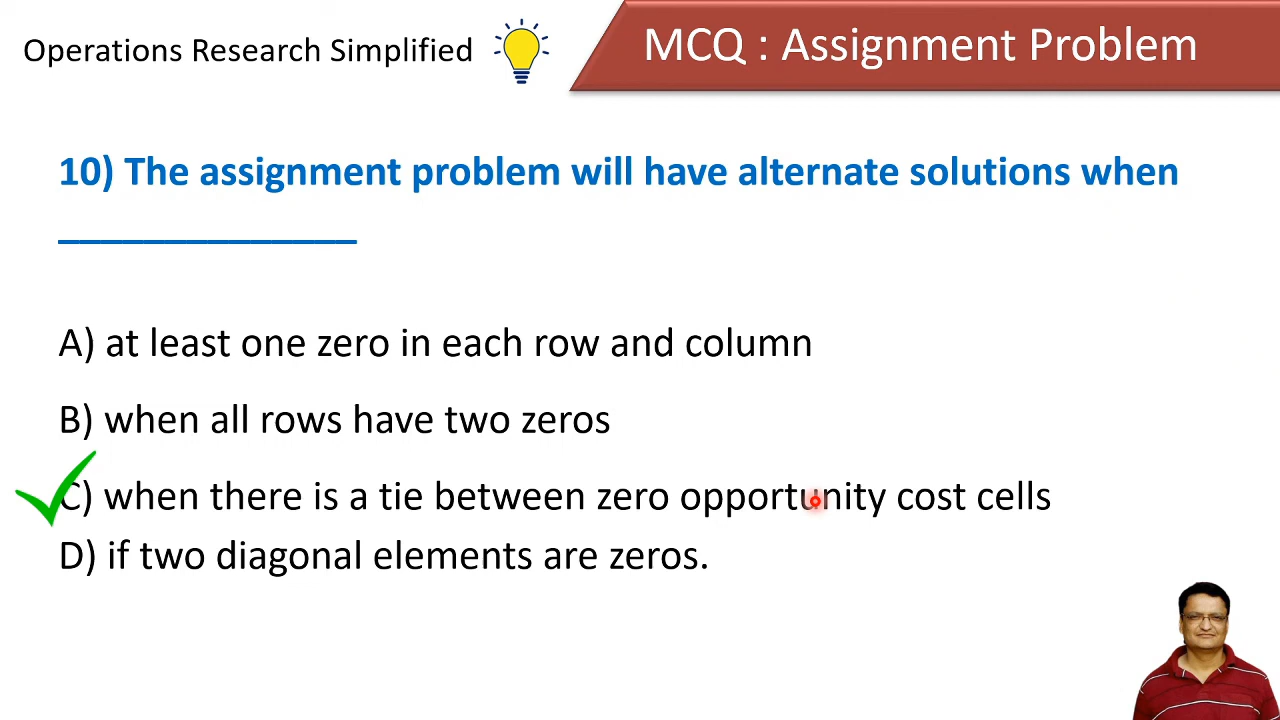 Operations Research Simplified
MCQ : Assignment Problem
10) The assignment problem will have alternate solutions when
______________
A) at least one zero in each row and column
B) when all rows have two zeros
C) when there is a tie between zero opportunity cost cells
D) if two diagonal elements are zeros.